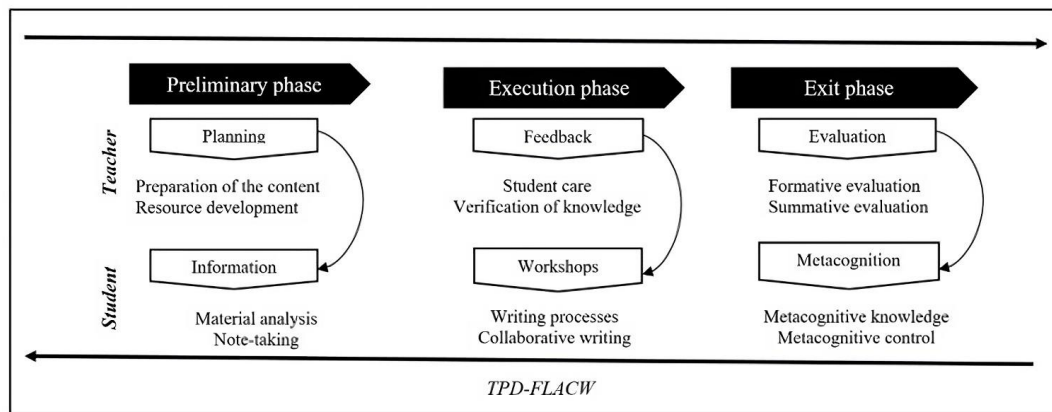 Preliminary phase
Execution phase
Exit phase
Teacher
Planning
Feedback
Evaluation
Preparation of the content
Resource development
Student care
Verification of knowledge
Formative evaluation
Summative evaluation
Student
Information
Workshops
Metacognition
Material analysis
Note-taking
Writing processes
Collaborative writing
Metacognitive knowledge
Metacognitive control
TPD-FLACW